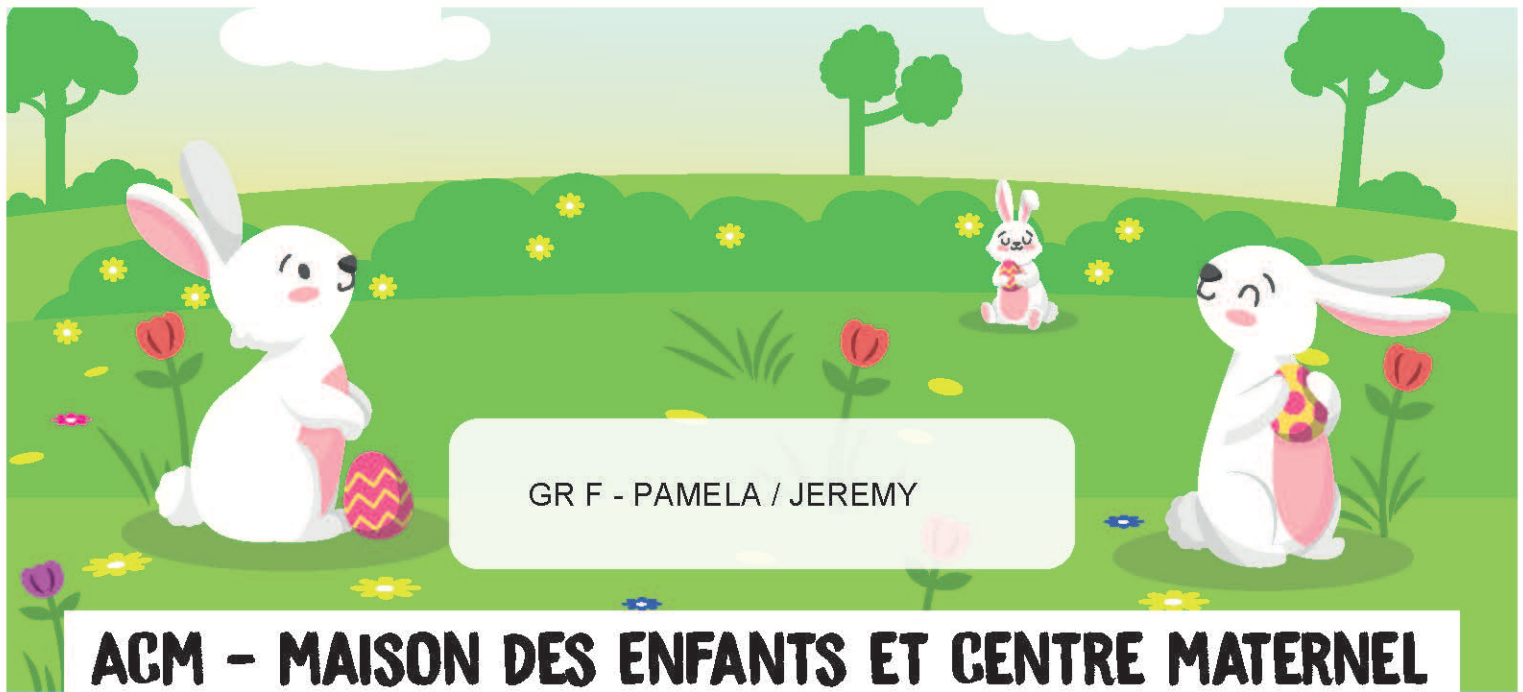 GR F - PAMELA / JEREMY
ACM - MAISON DES ENFANTS ET CENTRE MATERNEL